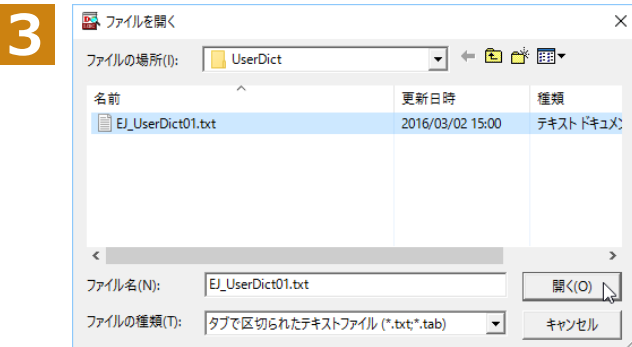 3
ファイルを開く
ファイルの場所(I): UserDict
名前 更新日時 種類
EJ_UserDict01.txt 2016/03/02 15:00 テキスト ドキュメン
ファイル名(N): EJ_UserDict01.txt 開く(O)
ファイルの種類(T): タブで区切られたテキストファイル (*.txt;*.tab) キャンセル